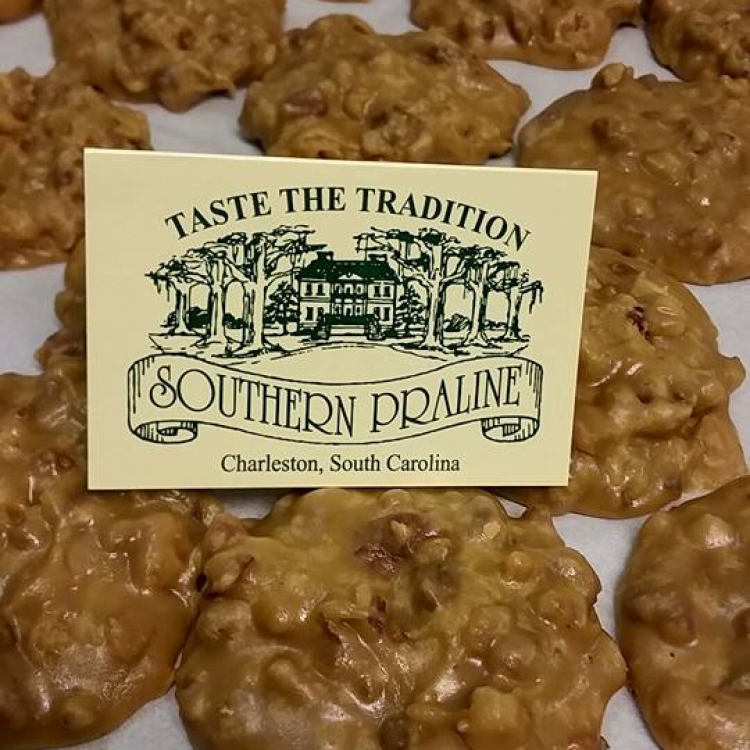 TASTE THE TRADITION
SOUTHERN PRALINE
Charleston, South Carolina